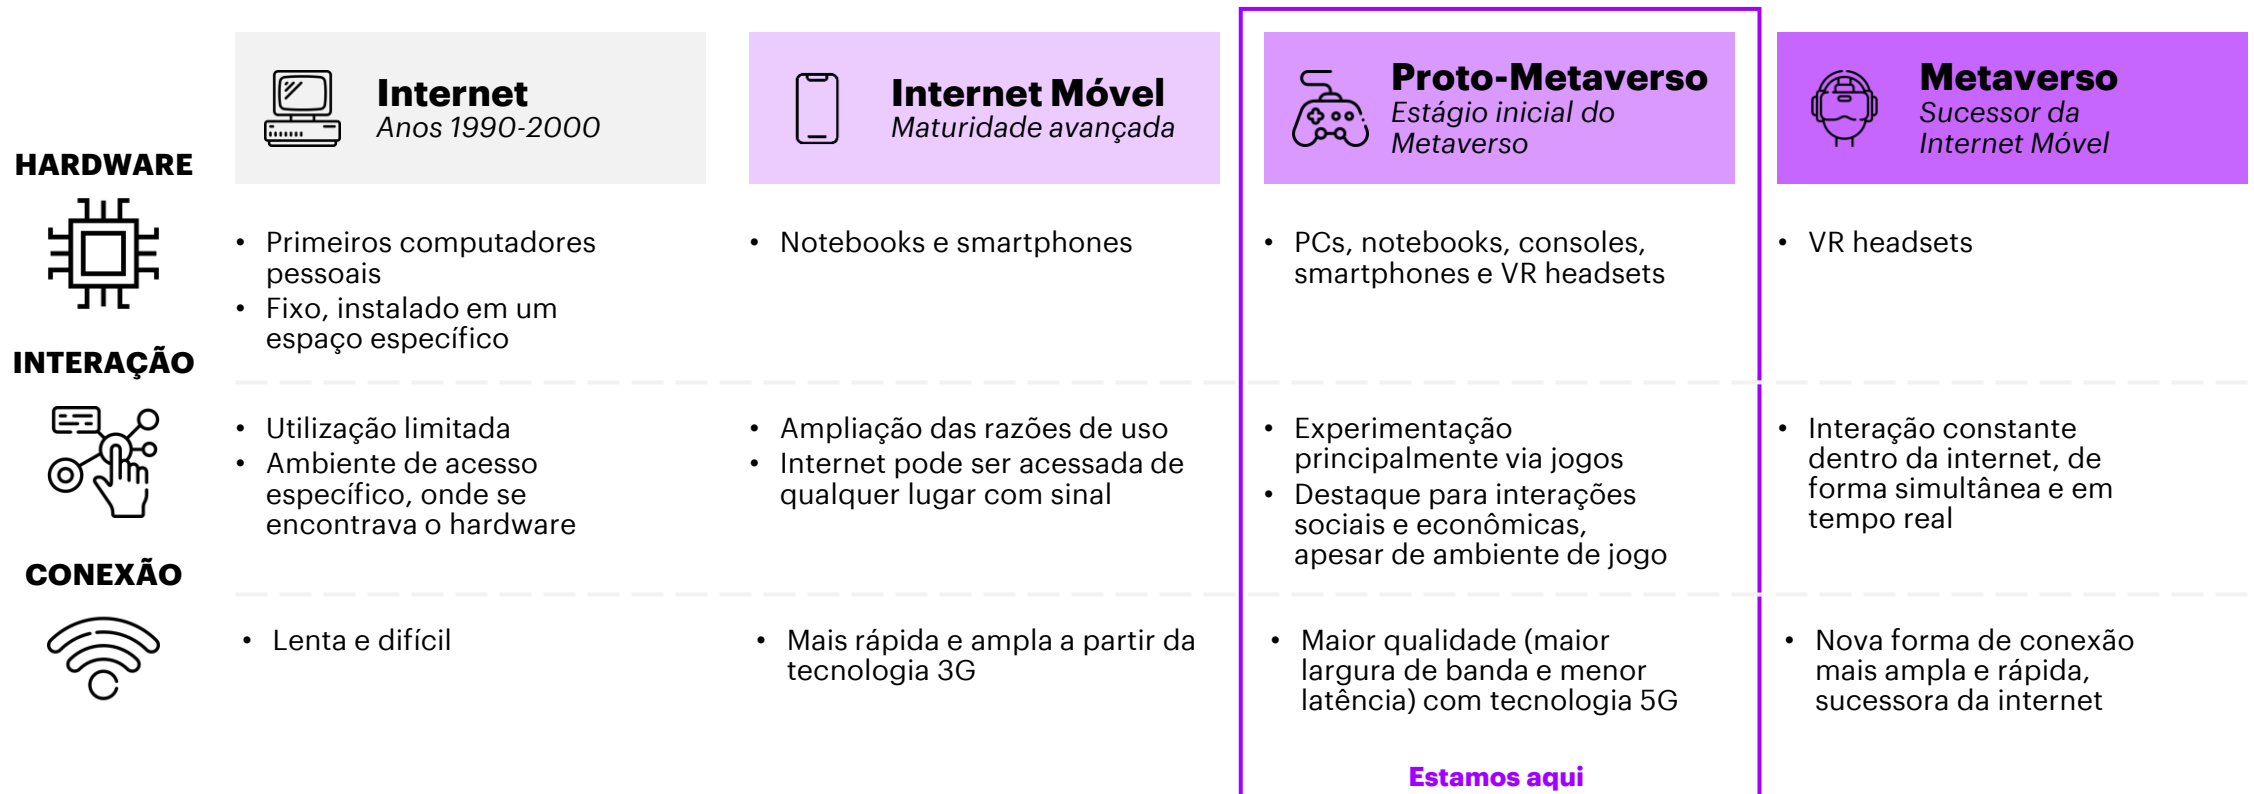 Internet
Anos 1990-2000
Internet Móvel
Maturidade avançada
Proto-Metaverso
Estágio inicial do
Metaverso
Metaverso
Sucessor da
Internet Móvel
HARDWARE
• Primeiros computadores
pessoais
• Fixo, instalado em um
espaço específico
• Notebooks e smartphones
• PCs, notebooks, consoles,
smartphones e VR headsets
• VR headsets
INTERAÇÃO
• Utilização limitada
• Ambiente de acesso
específico, onde se
encontrava o hardware
• Ampliação das razões de uso
• Internet pode ser acessada de
qualquer lugar com sinal
• Experimentação
principalmente via jogos
• Destaque para interações
sociais e econômicas,
apesar de ambiente de jogo
• Interação constante
dentro da internet, de
forma simultânea e em
tempo real
CONEXÃO
• Lenta e difícil
• Mais rápida e ampla a partir da
tecnologia 3G
• Maior qualidade (maior
largura de banda e menor
latência) com tecnologia 5G
• Nova forma de conexão
mais ampla e rápida,
sucessora da internet
Estamos aqui